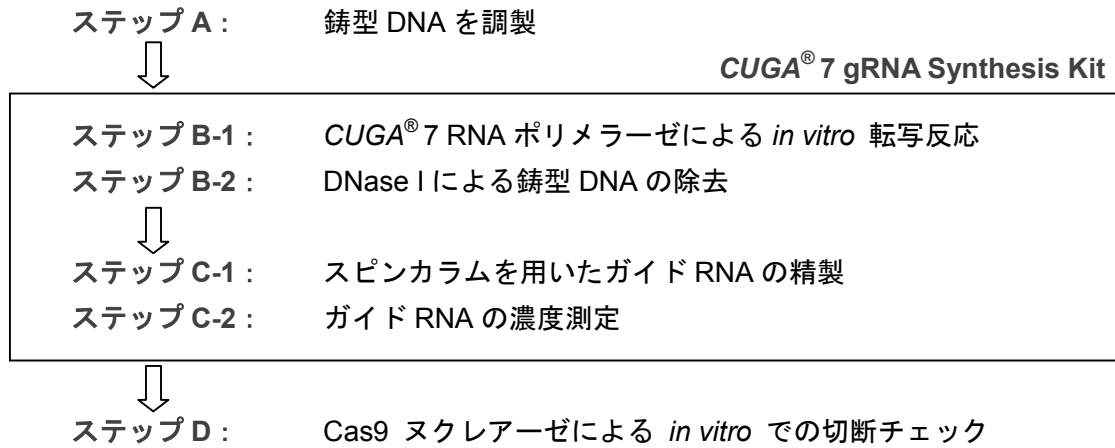 ステップ A : 鋳型 DNA を調製
CUGA® 7 gRNA Synthesis Kit
ステップ B-1 : CUGA® 7 RNA ポリメラーゼによる in vitro 転写反応
ステップ B-2 : DNase I による鋳型 DNA の除去
ステップ C-1 : スピンカラムを用いたガイド RNA の精製
ステップ C-2 : ガイド RNA の濃度測定
ステップ D : Cas9 ヌクレアーゼによる in vitro での切断チェック